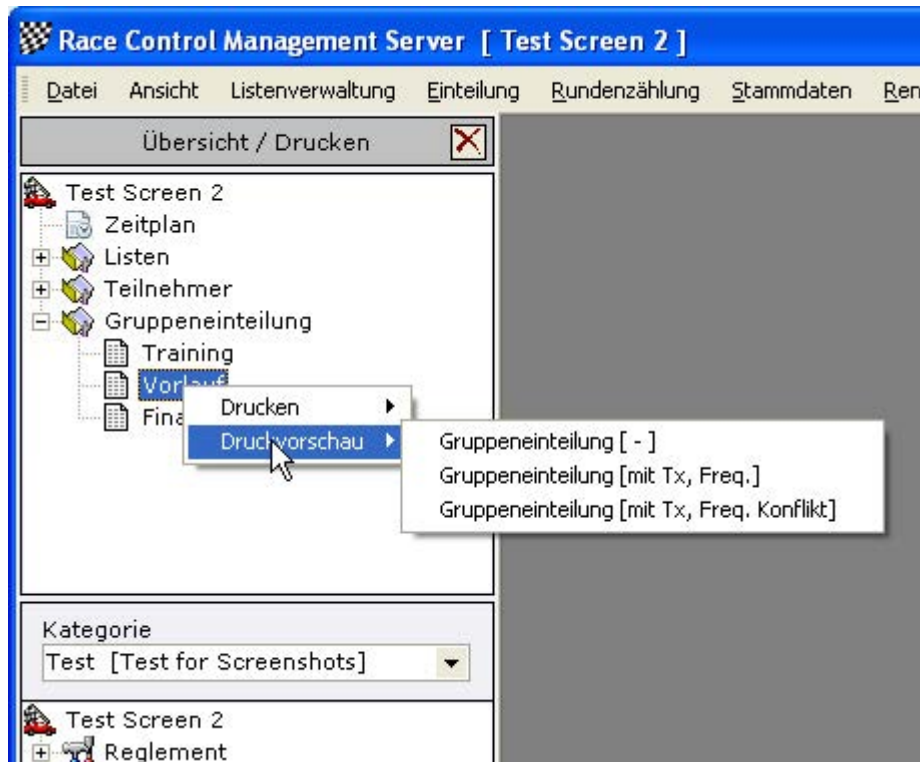 Race Control Management Server [ Test Screen 2 ]
Datei Ansicht Listenverwaltung Einteilung Rundenzählung Stammdaten
Übersicht / Drucken
Test Screen 2
Zeitplan
Listen
Teilnehmer
Gruppeneinteilung
Training
Vorlauf
Drucken
Druckvorschau
Gruppeneinteilung [ - ]
Gruppeneinteilung [mit Tx, Freq.]
Gruppeneinteilung [mit Tx, Freq. Konflikt]
Kategorie
Test [Test for Screenshots]
Test Screen 2
Reglement